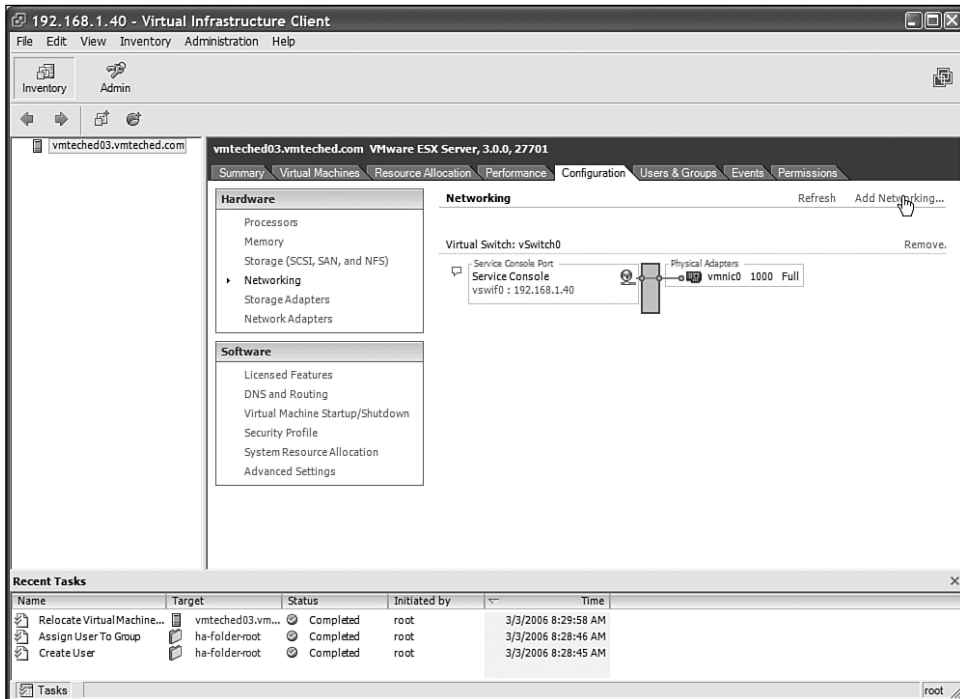 192.168.1.40 - Virtual Infrastructure Client
File Edit View Inventory Administration Help
Inventory Admin
vmteched03.vmteched.com
vmteched03.vmteched.com VMware ESX Server, 3.0.0, 27701
Summary Virtual Machines Resource Allocation Performance Configuration Users & Groups Events Permissions
Hardware
Processors
Memory
Storage (SCSI, SAN, and NFS)
Networking
Storage Adapters
Network Adapters
Software
Licensed Features
DNS and Routing
Virtual Machine Startup/Shutdown
Security Profile
System Resource Allocation
Advanced Settings
Networking Refresh Add Networking...
Virtual Switch: vSwitch0 Remove.
Service Console Port Physical Adapters
Service Console vmnic0 1000 Full
vswif0 : 192.168.1.40
Recent Tasks
Name Target Status Initiated by Time
Relocate Virtual Machine... vmteched03.vm... Completed root 3/3/2006 8:29:58 AM
Assign User To Group ha-folder-root Completed root 3/3/2006 8:28:46 AM
Create User ha-folder-root Completed root 3/3/2006 8:28:45 AM
Tasks root